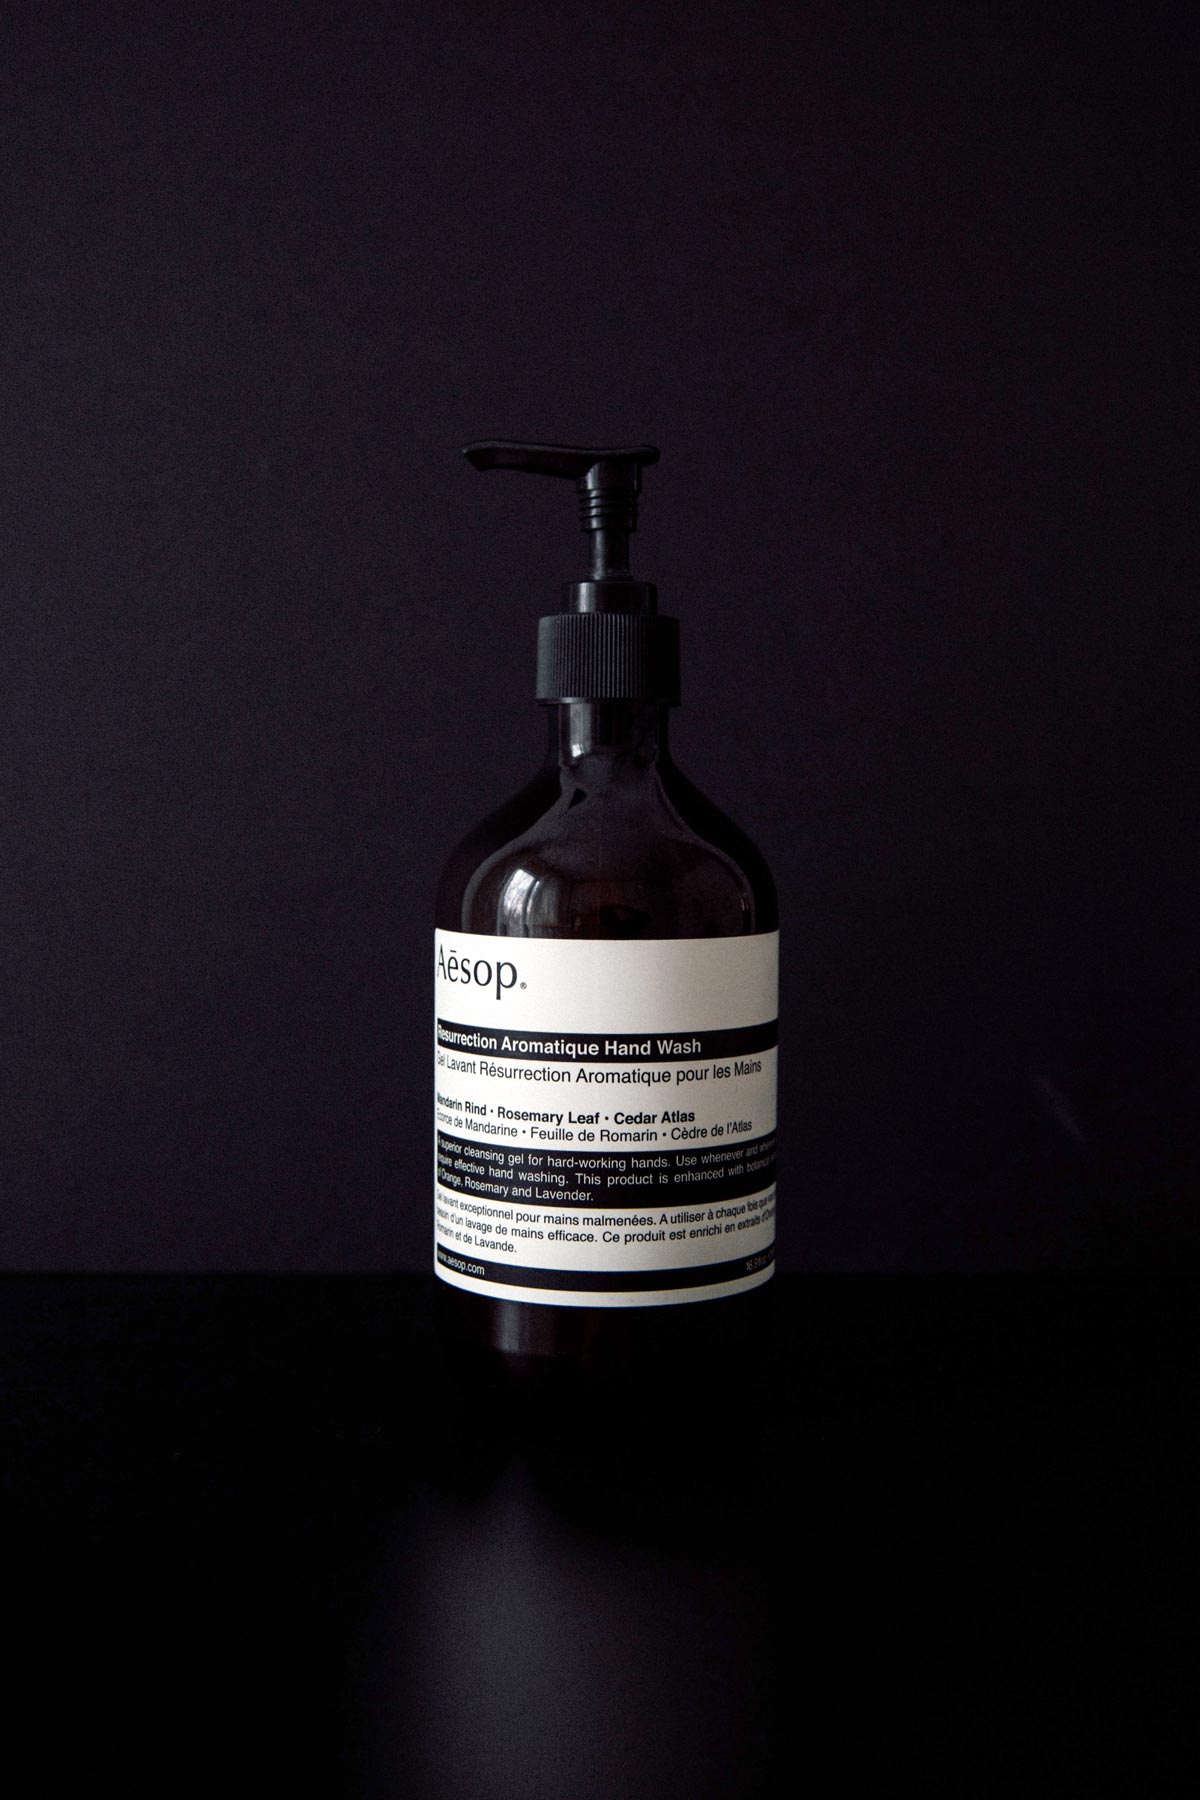 Aēsop®
Resurrection Aromatique Hand Wash
Gel Lavant Résurrection Aromatique pour les Mains
Mandarin Rind • Rosemary Leaf • Cedar Atlas
Écorce de Mandarine • Feuille de Romarin • Cèdre de l'Atlas
A superior cleansing gel for hard-working hands. Use whenever and
require effective hand washing. This product is enhanced with botanical
of Orange, Rosemary and Lavender.
Gel lavant exceptionnel pour mains malmenées. A utiliser à chaque fois que
besoin d'un lavage de mains efficace. Ce produit est enrichi en extraits
Romarin et de Lavande.
www.aesop.com
16.9